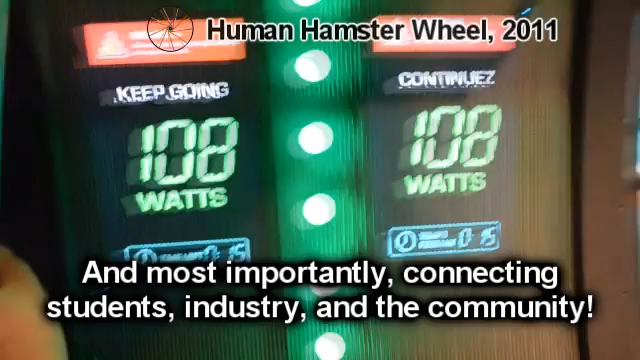 Human Hamster Wheel, 2011
KEEP GOING
CONTINUEZ
108
108
WATTS
WATTS
And most importantly, connecting
students, industry, and the community!